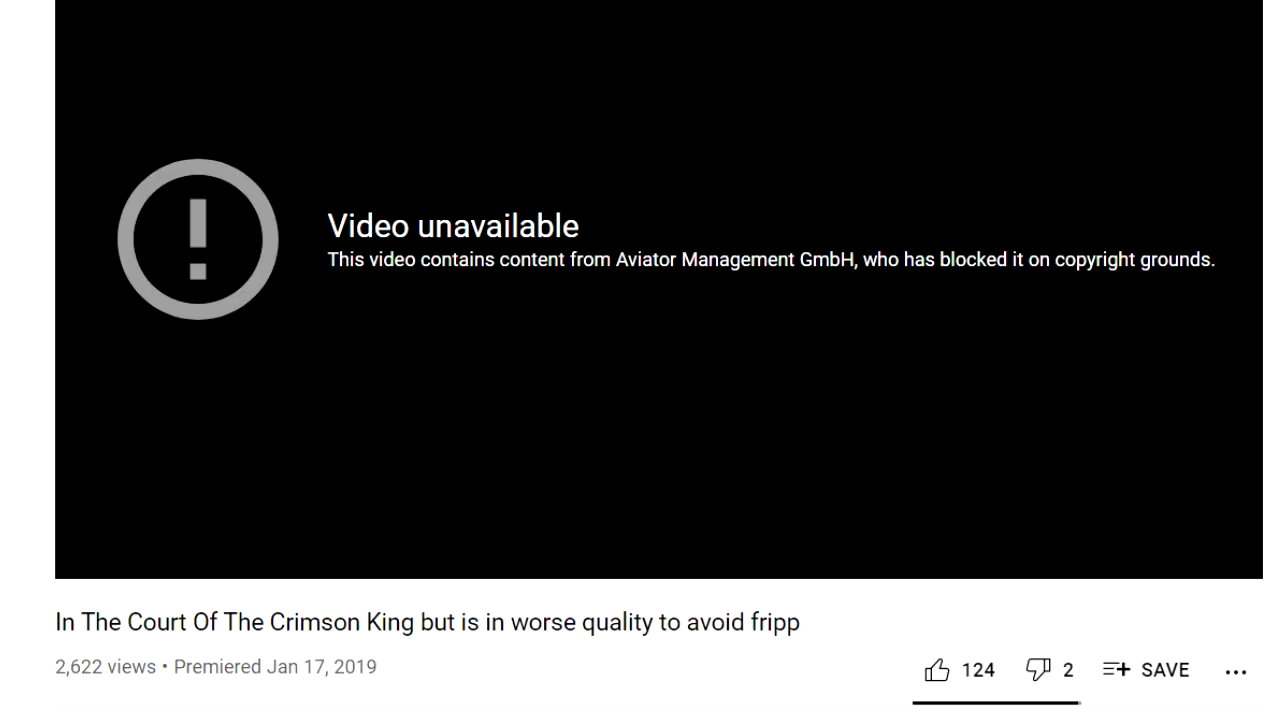 Video unavailable
This video contains content from Aviator Management GmbH, who has blocked it on copyright grounds.
In The Court Of The Crimson King but is in worse quality to avoid fripp
2,622 views • Premiered Jan 17, 2019
124 2 SAVE